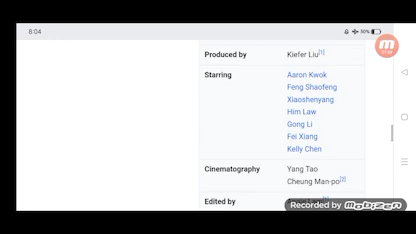 8:04
50%
Produced by Kiefer Liu[1]
Starring Aaron Kwok
Feng Shaofeng
Xiaoshenyang
Him Law
Gong Li
Fei Xiang
Kelly Chen
Cinematography Yang Tao
Cheung Man-po[2]
Edited by
Recorded by mobizen